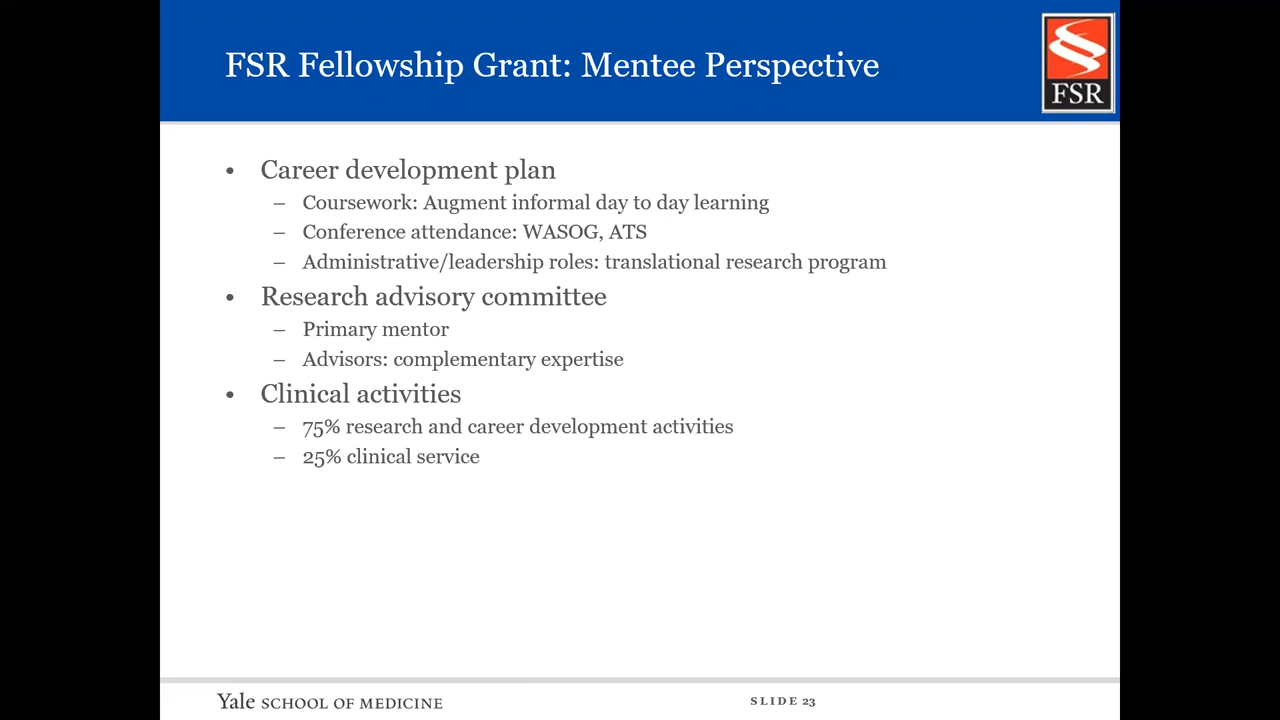 FSR Fellowship Grant: Mentee Perspective
FSR
• Career development plan
– Coursework: Augment informal day to day learning
– Conference attendance: WASOG, ATS
– Administrative/leadership roles: translational research program
• Research advisory committee
– Primary mentor
– Advisors: complementary expertise
• Clinical activities
– 75% research and career development activities
– 25% clinical service
Yale SCHOOL OF MEDICINE
SLIDE 23